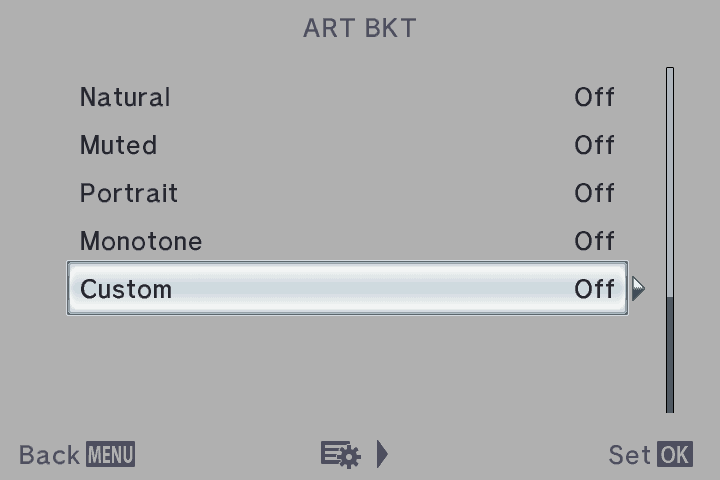 ART BKT
Natural Off
Muted Off
Portrait Off
Monotone Off
Custom Off
Back MENU Set OK